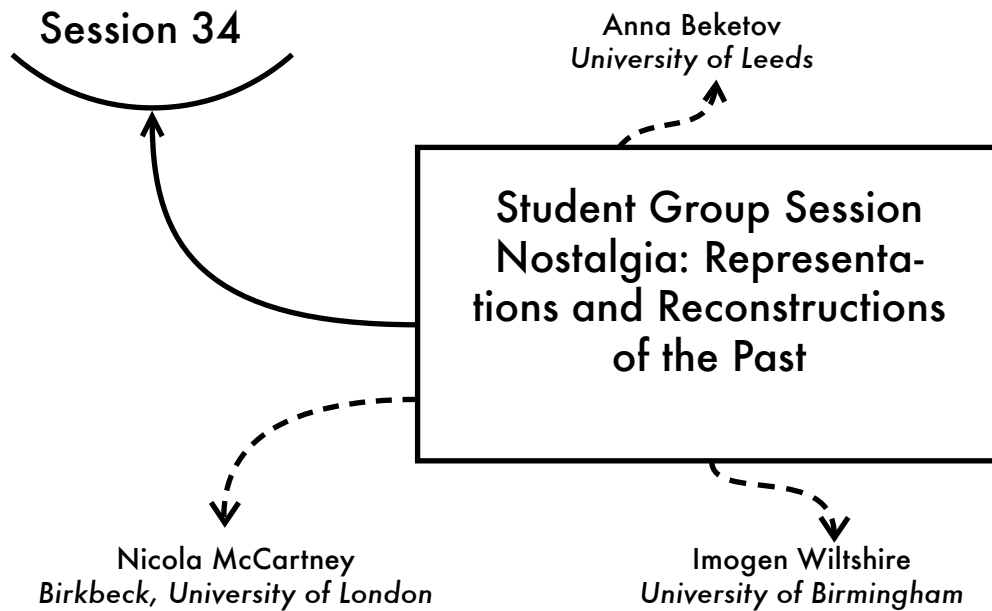 Session 34
Anna Beketov
University of Leeds
Student Group Session
Nostalgia: Representa-
tions and Reconstructions
of the Past
Nicola McCartney
Birkbeck, University of London
Imogen Wiltshire
University of Birmingham